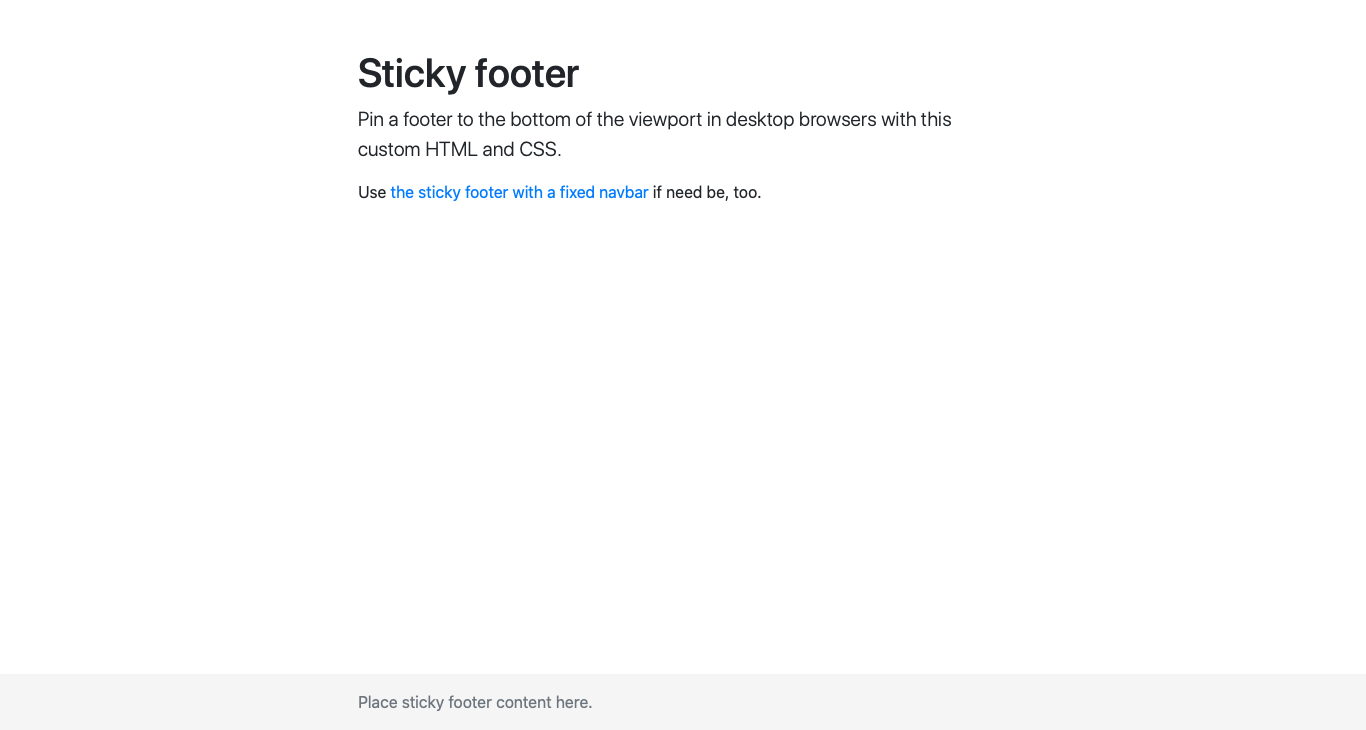 Sticky footer
Pin a footer to the bottom of the viewport in desktop browsers with this
custom HTML and CSS.
Use the sticky footer with a fixed navbar if need be, too.
Place sticky footer content here.